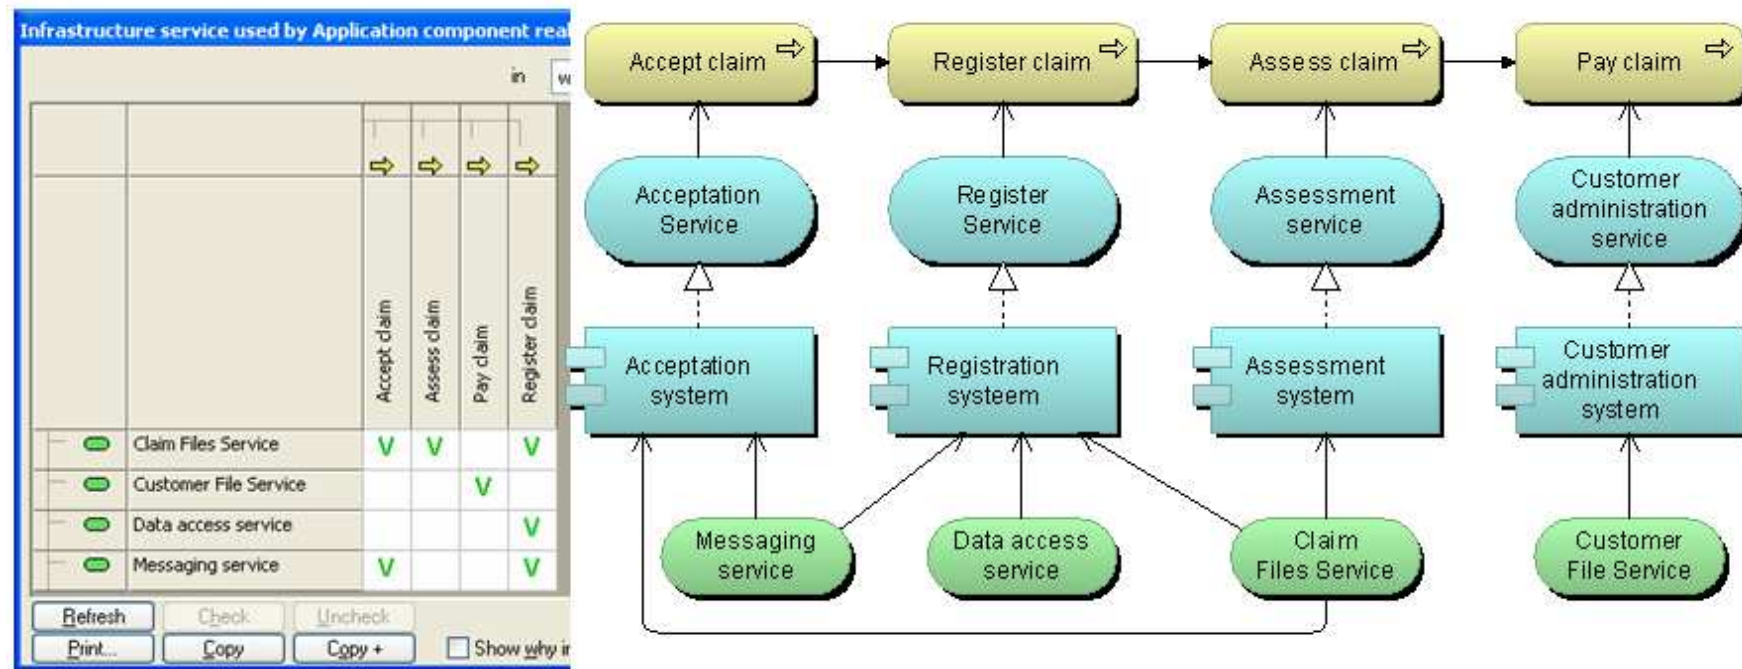 Infrastructure service used by Application component real
in w
Accept claim
Assess claim
Pay claim
Register claim
Claim Files Service V V V
Customer File Service V
Data access service V
Messaging service V V
Refresh Check Uncheck
Print... Copy Copy + Show why in
Accept claim Register claim Assess claim Pay claim
Acceptation
Service
Register
Service
Assessment
service
Customer
administration
service
Acceptation
system
Registration
systeem
Assessment
system
Customer
administration
system
Messaging
service
Data access
service
Claim
Files Service
Customer
File Service